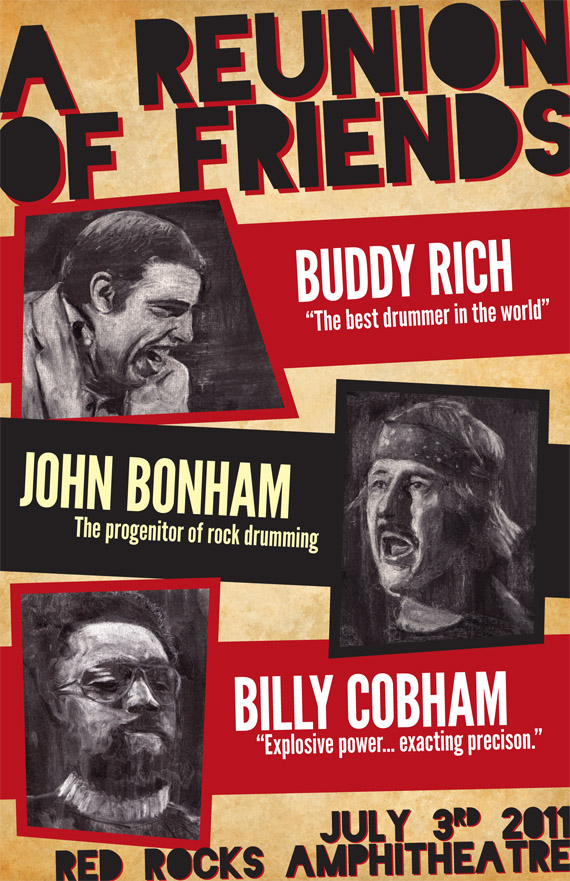 A REUNION
OF FRIENDS
BUDDY RICH
“The best drummer in the world”
JOHN BONHAM
The progenitor of rock drumming
BILLY COBHAM
“Explosive power... exacting precison.”
JULY 3RD 2011
RED ROCKS AMPHITHEATRE